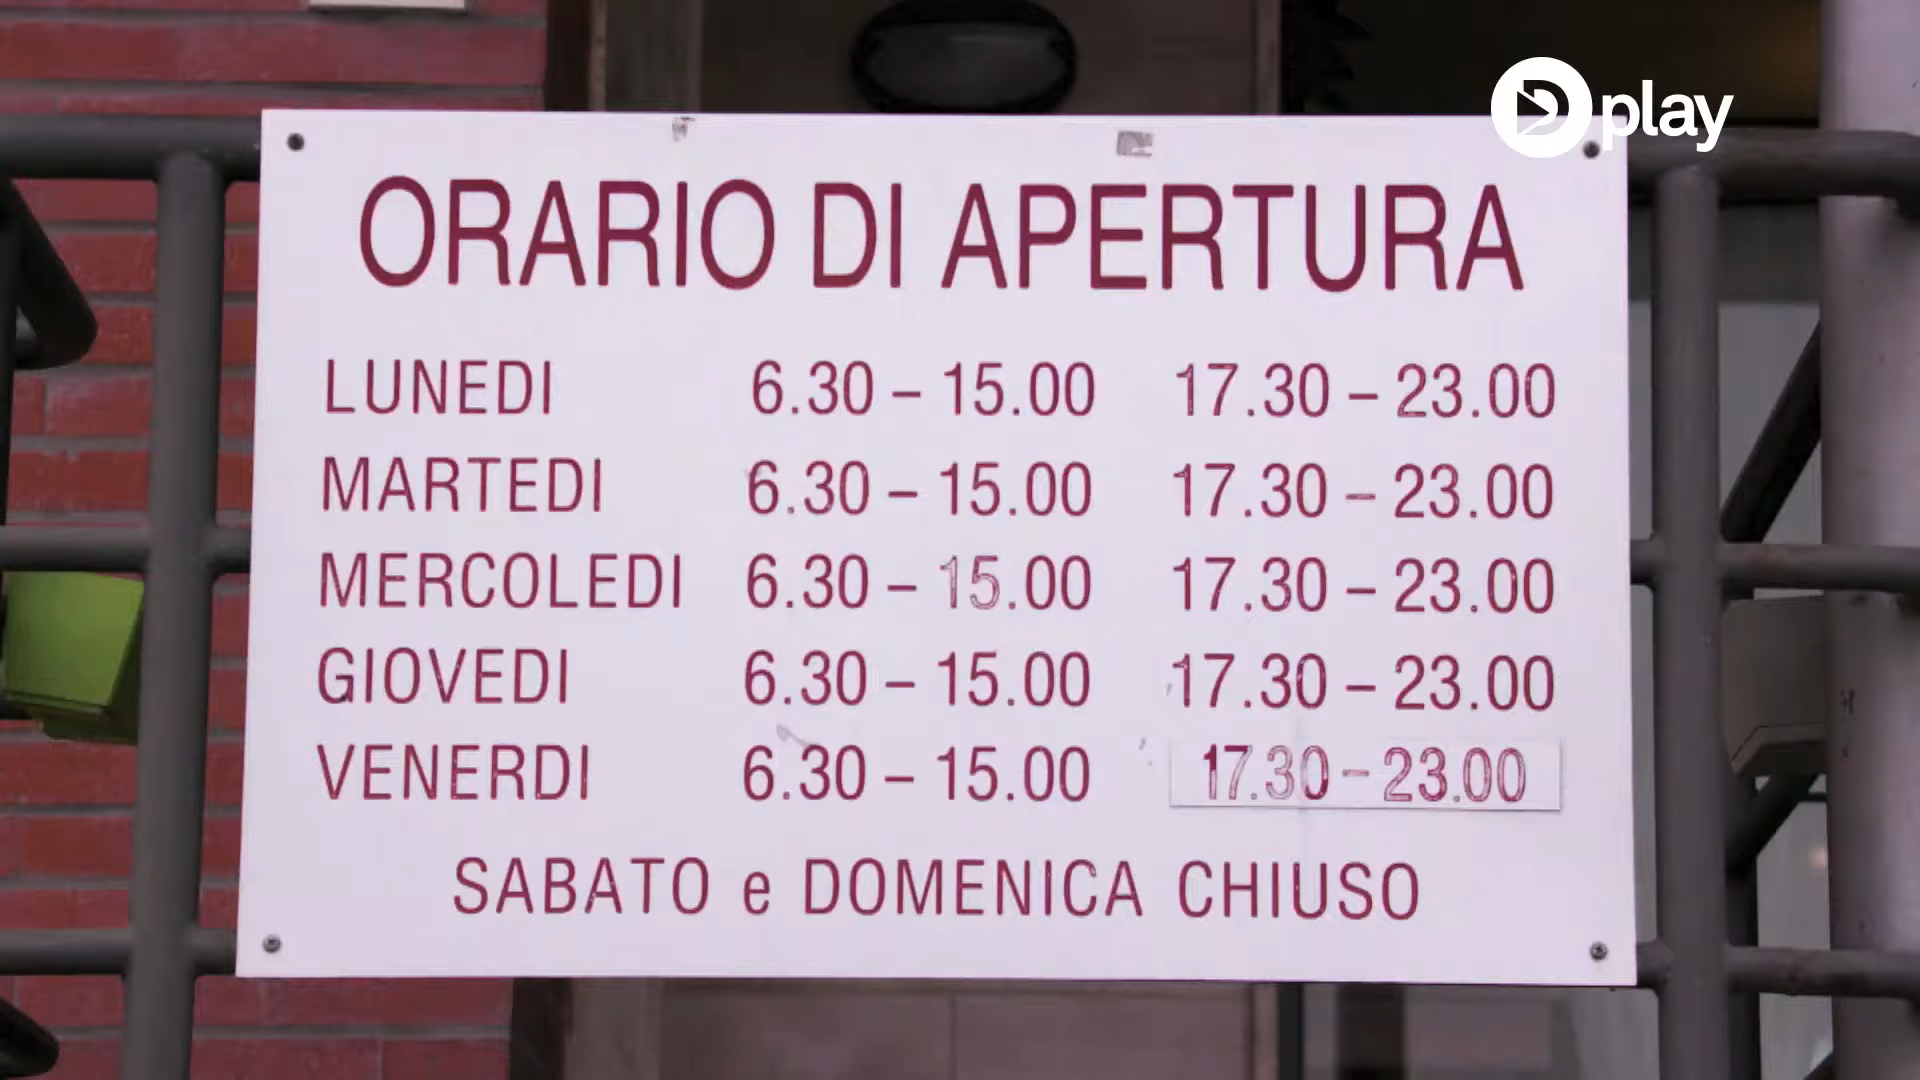 Dplay
ORARIO DI APERTURA
LUNEDI 6.30 – 15.00 17.30 – 23.00
MARTEDI 6.30 – 15.00 17.30 – 23.00
MERCOLEDI 6.30 – 15.00 17.30 – 23.00
GIOVEDI 6.30 – 15.00 17.30 – 23.00
VENERDI 6.30 – 15.00 17.30 – 23.00
SABATO e DOMENICA CHIUSO